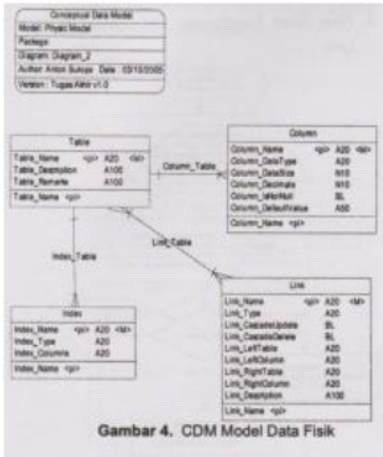 Conceptual Data Model
Model: Physic Model
Package:
Diagram: Diagram_2
Author: Anton Date: 03/10/2005
Version: Tugas Akhir v1.0
Table
Table_Name <pi> A20 <M>
Table_Description A100
Table_Remarks A100
Table_Name <pi>
Column_Table
Column
Column_Name <pi> A20 <M>
Column_DataType A20
Column_DataSize N10
Column_Decimate N10
Column_IsNotNull BL
Column_DefaultValue A50
Column_Name <pi>
Link_Table
Index_Table
Index
Index_Name <pi> A20 <M>
Index_Type A20
Index_Columns A20
Index_Name <pi>
Link
Link_Name <pi> A20 <M>
Link_Type A20
Link_CascadeUpdate BL
Link_CascadeDelete BL
Link_LeftTable A20
Link_LeftColumn A20
Link_RightTable A20
Link_RightColumn A20
Link_Description A100
Link_Name <pi>
Gambar 4. CDM Model Data Fisik